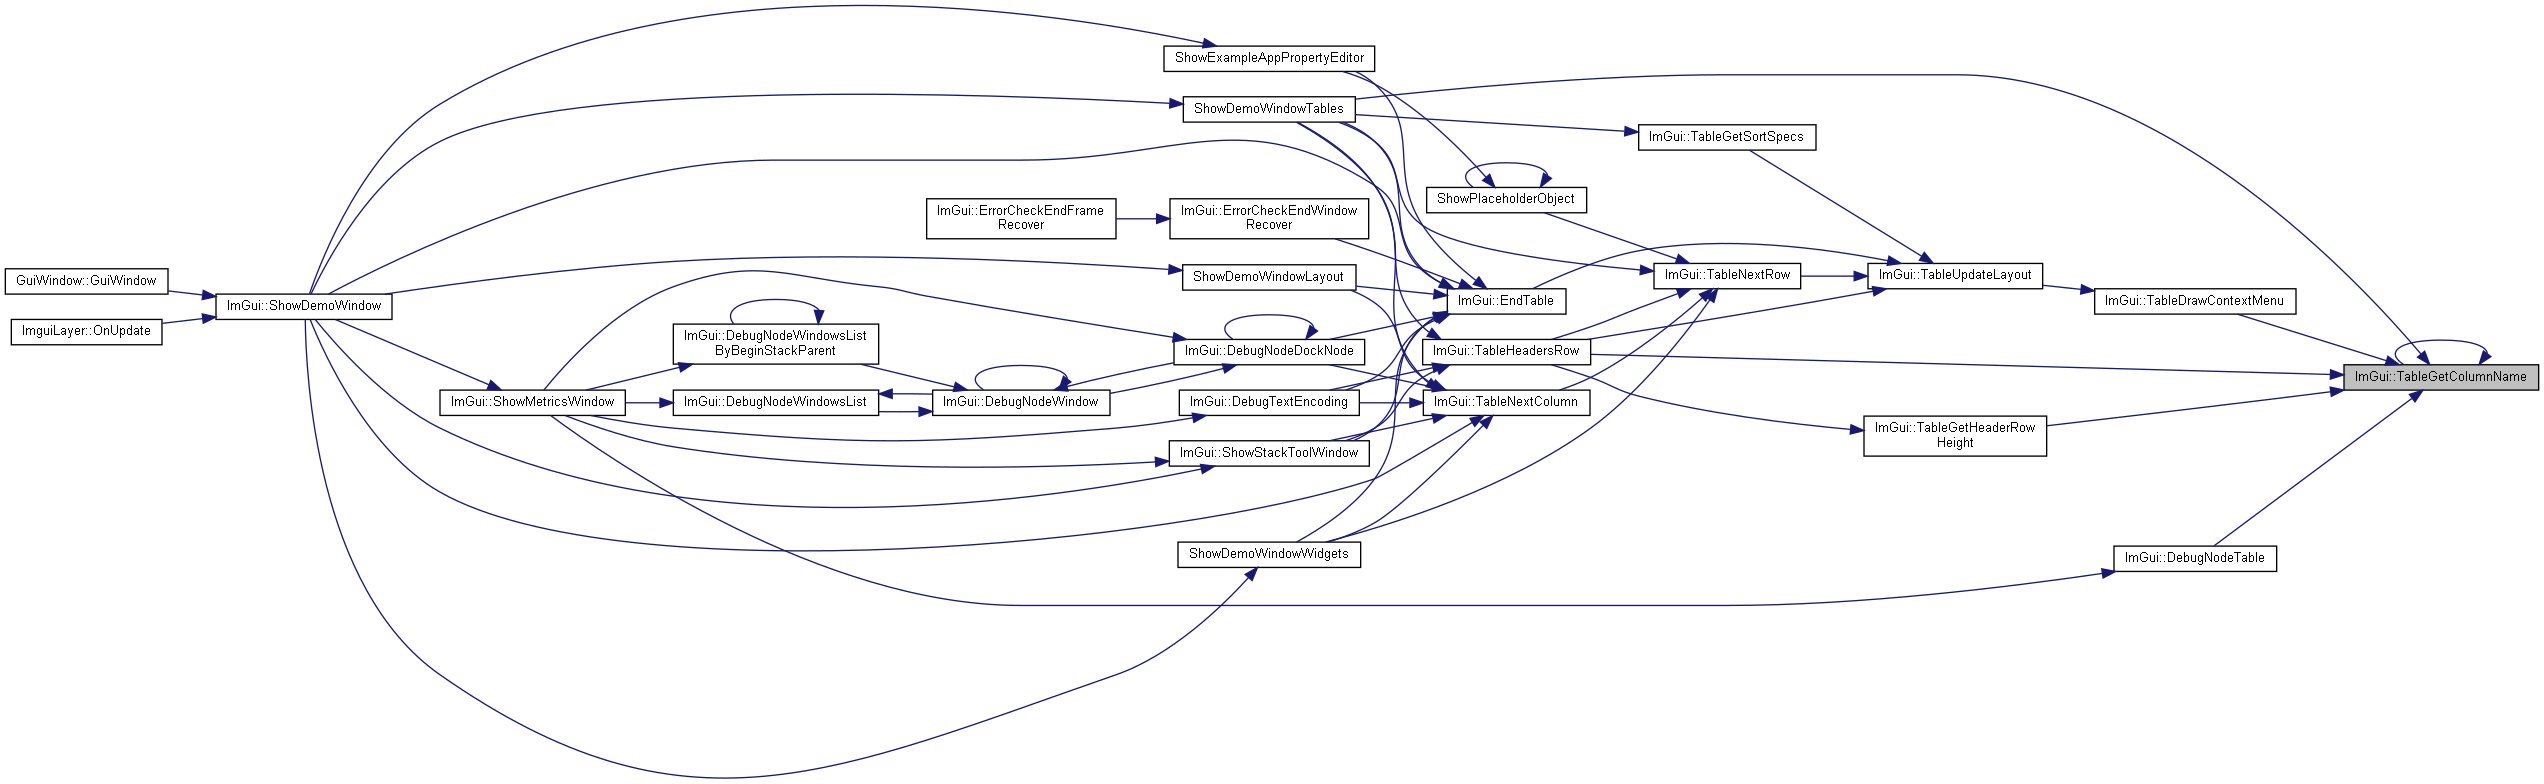 ShowExampleAppPropertyEditor
ShowDemoWindowTables
ImGui::TableGetSortSpecs
ShowPlaceholderObject
ImGui::ErrorCheckEndFrame
Recover
ImGui::ErrorCheckEndWindow
Recover
GuiWindow::GuiWindow
ImguiLayer::OnUpdate
ImGui::ShowDemoWindow
ShowDemoWindowLayout
ImGui::EndTable
ImGui::TableNextRow
ImGui::TableUpdateLayout
ImGui::TableDrawContextMenu
ImGui::DebugNodeWindowsList
ByBeginStackParent
ImGui::DebugNodeDockNode
ImGui::TableHeadersRow
ImGui::TableGetColumnName
ImGui::ShowMetricsWindow
ImGui::DebugNodeWindowsList
ImGui::DebugNodeWindow
ImGui::DebugTextEncoding
ImGui::TableNextColumn
ImGui::TableGetHeaderRow
Height
ImGui::ShowStackToolWindow
ShowDemoWindowWidgets
ImGui::DebugNodeTable